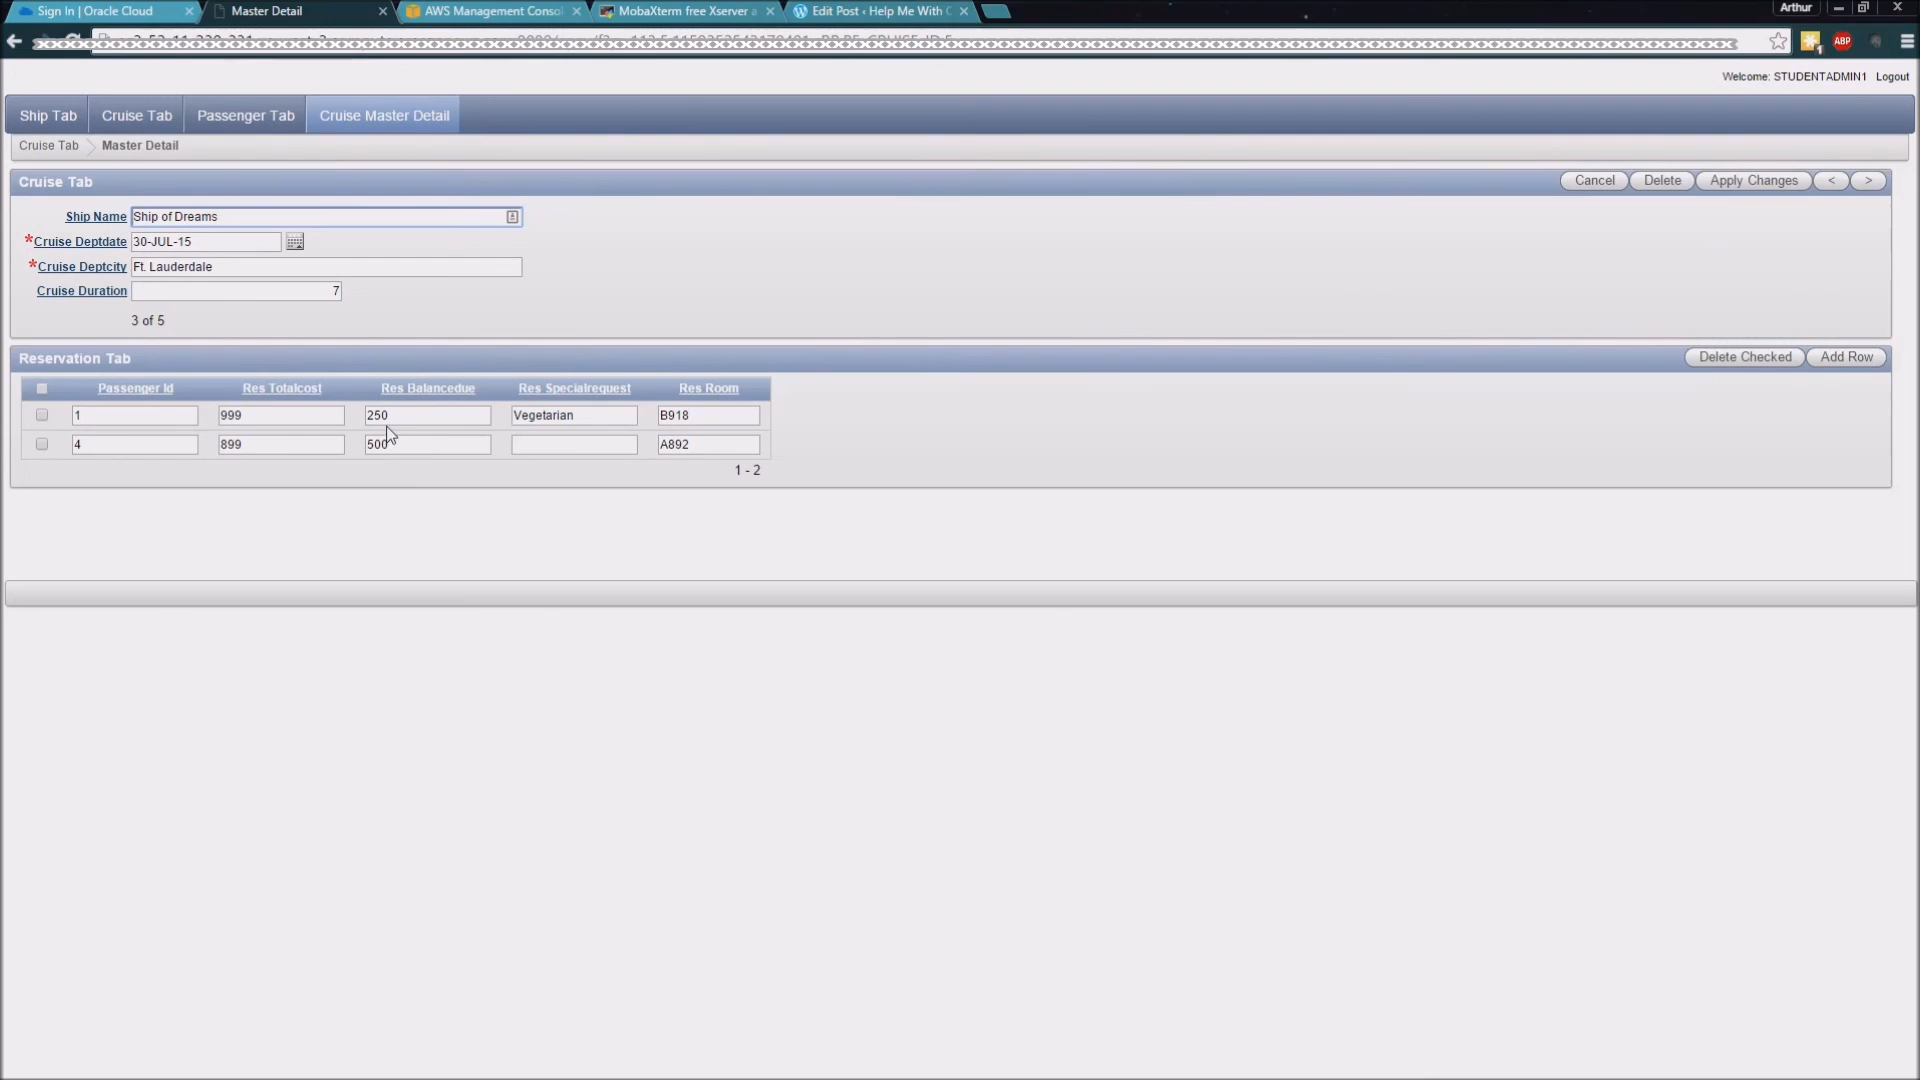 Sign In | Oracle Cloud
Master Detail
AWS Management Consol
MobaXterm free Xserver a
Edit Post ‹ Help Me With
Arthur
1
ABP
Welcome: STUDENTADMIN1 Logout
Ship Tab Cruise Tab Passenger Tab Cruise Master Detail
Cruise Tab Master Detail
Cruise Tab Cancel Delete Apply Changes < >
Ship Name Ship of Dreams
*Cruise Deptdate 30-JUL-15
*Cruise Deptcity Ft. Lauderdale
Cruise Duration 7
3 of 5
Reservation Tab Delete Checked Add Row
Passenger Id Res Totalcost Res Balancedue Res Specialrequest Res Room
1 999 250 Vegetarian B918
4 899 500 A892
1 - 2